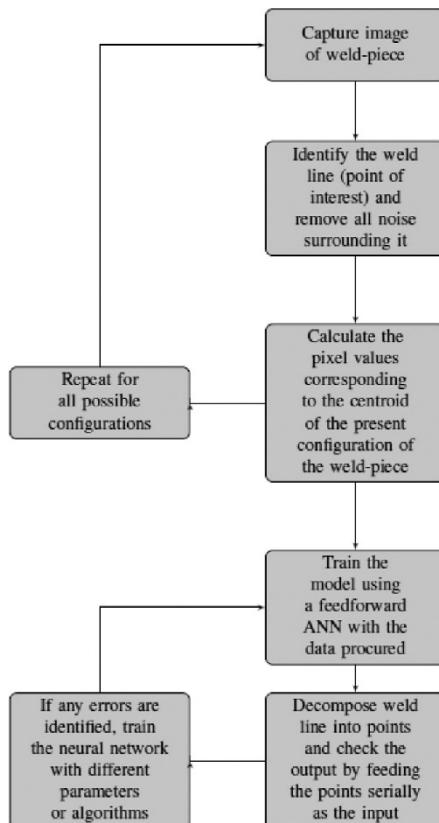 Capture image
of weld-piece
Identify the weld
line (point of
interest) and
remove all noise
surrounding it
Calculate the
pixel values
corresponding
to the centroid
of the present
configuration of
the weld-piece
Repeat for
all possible
configurations
Train the
model using
a feedforward
ANN with the
data procured
Decompose weld
line into points
and check the
output by feeding
the points serially
as the input
If any errors are
identified, train
the neural network
with different
parameters
or algorithms